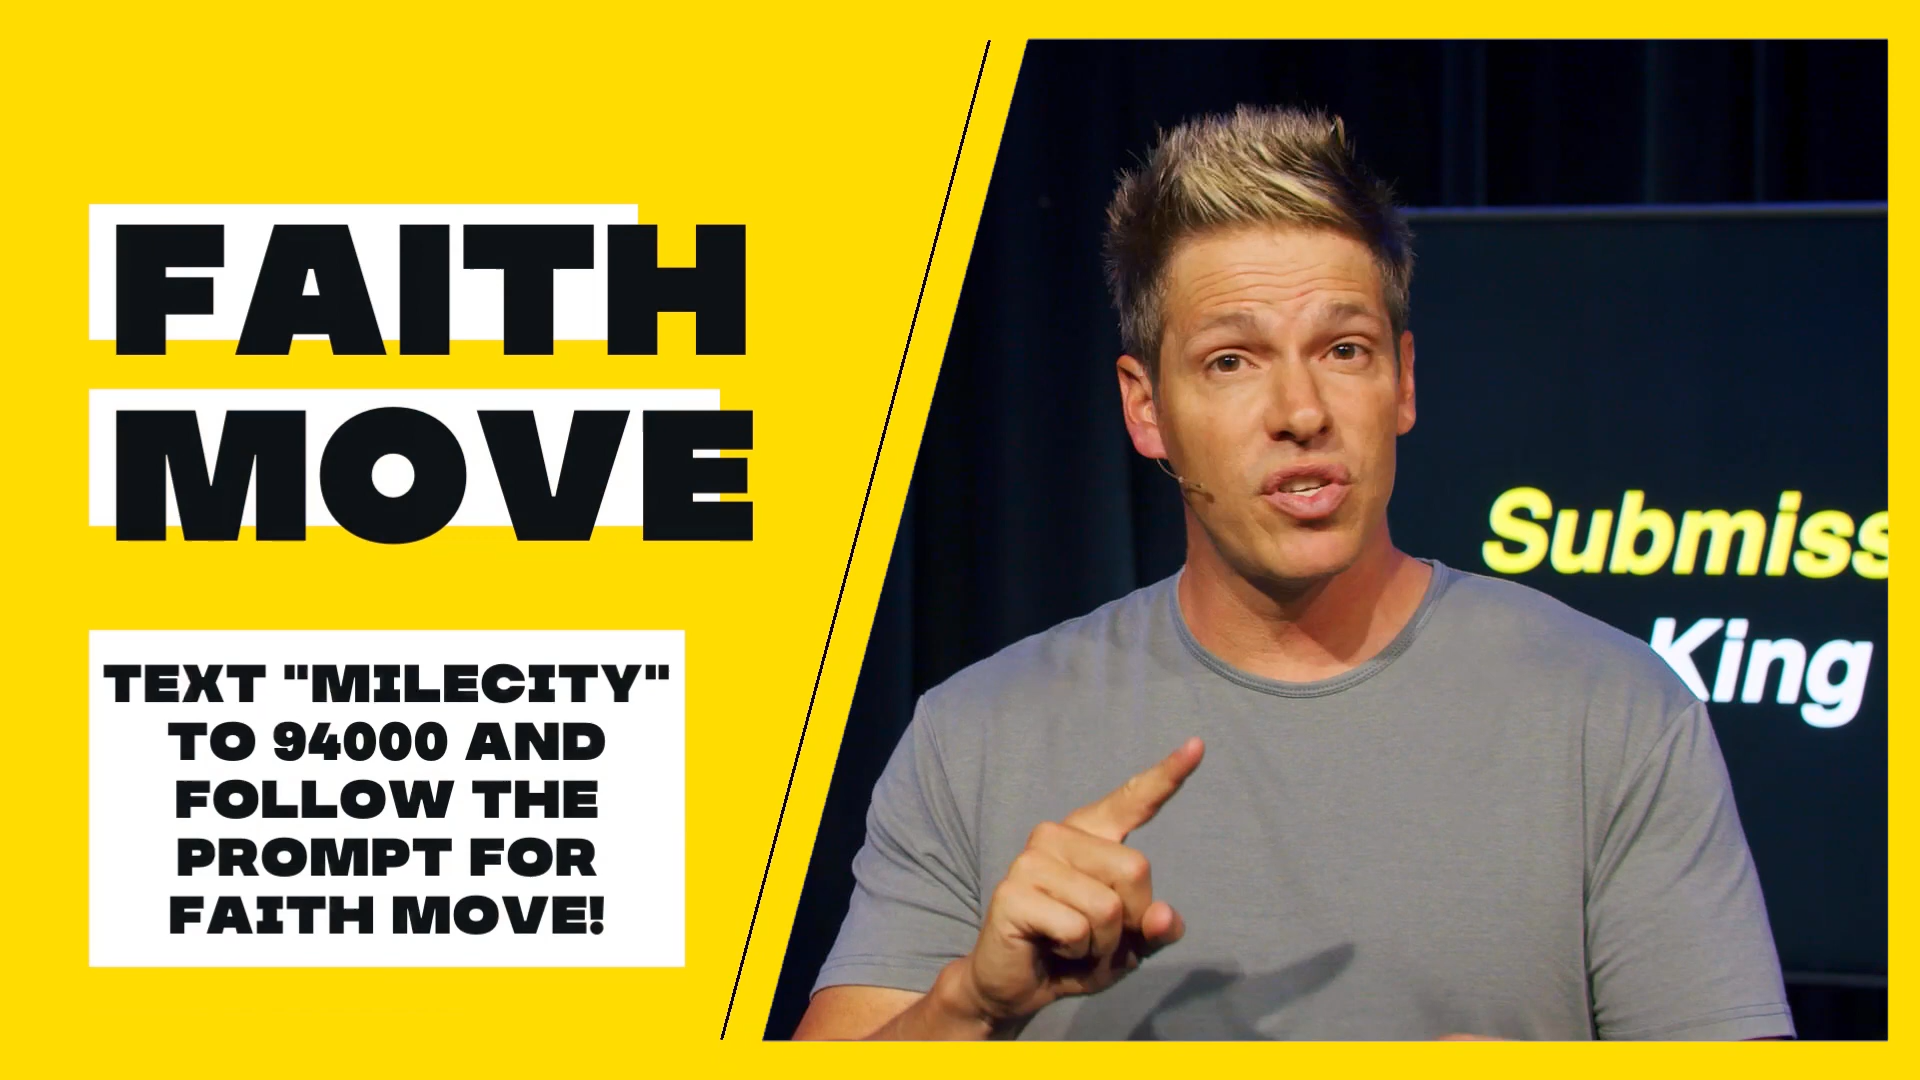 FAITH
MOVE
TEXT "MILECITY"
TO 94000 AND
FOLLOW THE
PROMPT FOR
FAITH MOVE!
Submiss
King